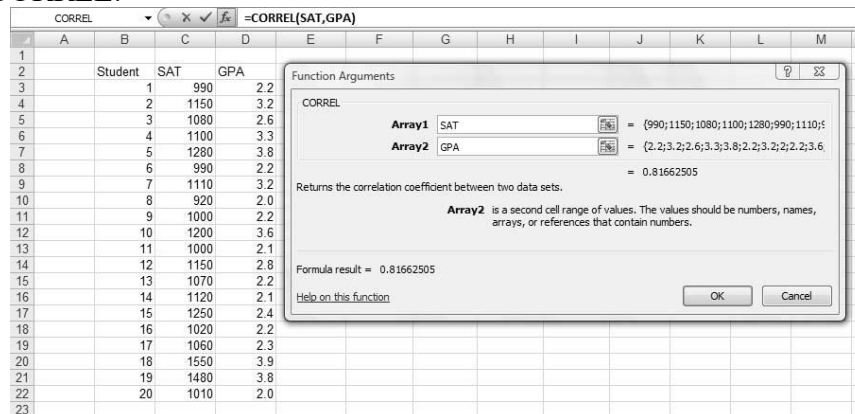 CORREL =CORREL(SAT,GPA)
A B C D E F G H I J K L M
1
2 Student SAT GPA
3 1 990 2.2
4 2 1150 3.2
5 3 1080 2.6
6 4 1100 3.3
7 5 1280 3.8
8 6 990 2.2
9 7 1110 3.2
10 8 920 2.0
11 9 1000 2.2
12 10 1200 3.6
13 11 1000 2.1
14 12 1150 2.8
15 13 1070 2.2
16 14 1120 2.1
17 15 1250 2.4
18 16 1020 2.2
19 17 1060 2.3
20 18 1550 3.9
21 19 1480 3.8
22 20 1010 2.0
23
Function Arguments
CORREL
Array1 SAT = {990;1150;1080;1100;1280;990;1110;9
Array2 GPA = {2.2;3.2;2.6;3.3;3.8;2.2;3.2;2;2.2;3.6;
= 0.81662505
Returns the correlation coefficient between two data sets.
Array2 is a second cell range of values. The values should be numbers, names,
arrays, or references that contain numbers.
Formula result = 0.81662505
Help on this function OK Cancel